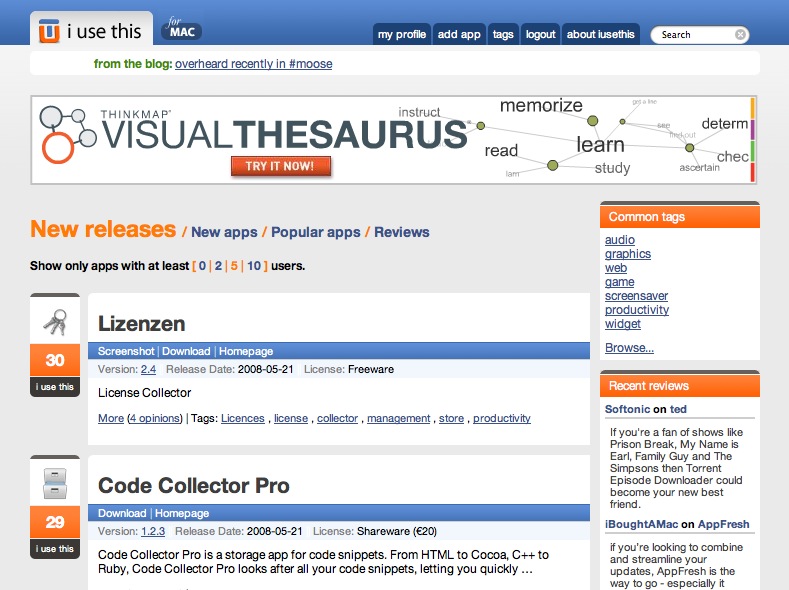 i use this
for
MAC
my profile
add app
tags
logout
about iusethis
Search
from the blog: overheard recently in #moose
THINKMAP®
VISUALTHESAURUS
TRY IT NOW!
instruct
memorize
get a line
see
find out
determ
read
learn
chec
study
ascertain
lam
New releases / New apps / Popular apps / Reviews
Show only apps with at least [ 0 | 2 | 5 | 10 ] users.
30
i use this
Lizenzen
Screenshot | Download | Homepage
Version: 2.4 Release Date: 2008-05-21 License: Freeware
License Collector
More (4 opinions) | Tags: Licences , license , collector , management , store , productivity
29
i use this
Code Collector Pro
Download | Homepage
Version: 1.2.3 Release Date: 2008-05-21 License: Shareware (€20)
Code Collector Pro is a storage app for code snippets. From HTML to Cocoa, C++ to
Ruby, Code Collector Pro looks after all your code snippets, letting you quickly ...
Common tags
audio
graphics
web
game
screensaver
productivity
widget
Browse...
Recent reviews
Softonic on ted
If you're a fan of shows like
Prison Break, My Name is
Earl, Family Guy and The
Simpsons then Torrent
Episode Downloader could
become your new best
friend.
iBoughtAMac on AppFresh
if you're looking to combine
and streamline your
updates, AppFresh is the
way to go - especially it